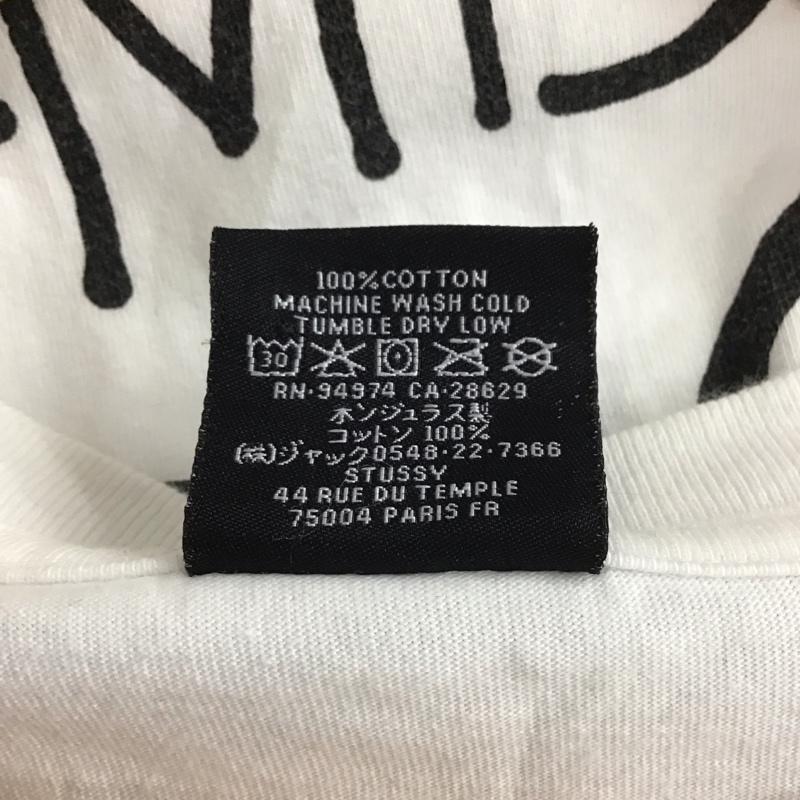 100%COTTON
MACHINE WASH COLD
TUMBLE DRY LOW
30
RN·94974 CA·28629
ホンジュラス製
コットン 100%
(株)ジャック0548·22·7366
STUSSY
44 RUE DU TEMPLE
75004 PARIS FR